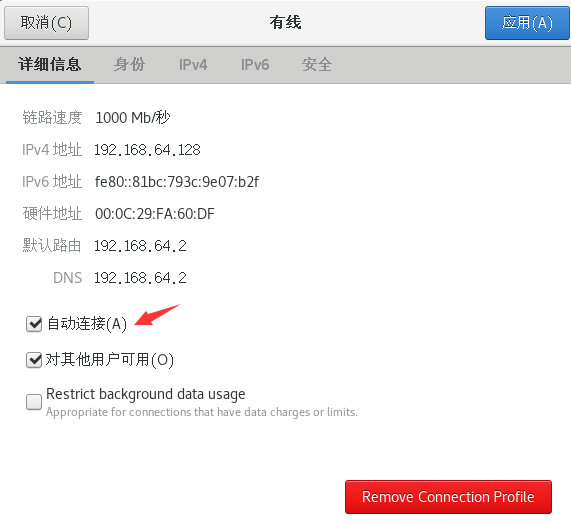 取消(C)
有线
应用(A)
详细信息
身份
IPv4
IPv6
安全
链路速度 1000 Mb/秒
IPv4 地址 192.168.64.128
IPv6 地址 fe80::81bc:793c:9e07:b2f
硬件地址 00:0C:29:FA:60:DF
默认路由 192.168.64.2
DNS 192.168.64.2
自动连接(A)
对其他用户可用(O)
Restrict background data usage
Appropriate for connections that have data charges or limits.
Remove Connection Profile